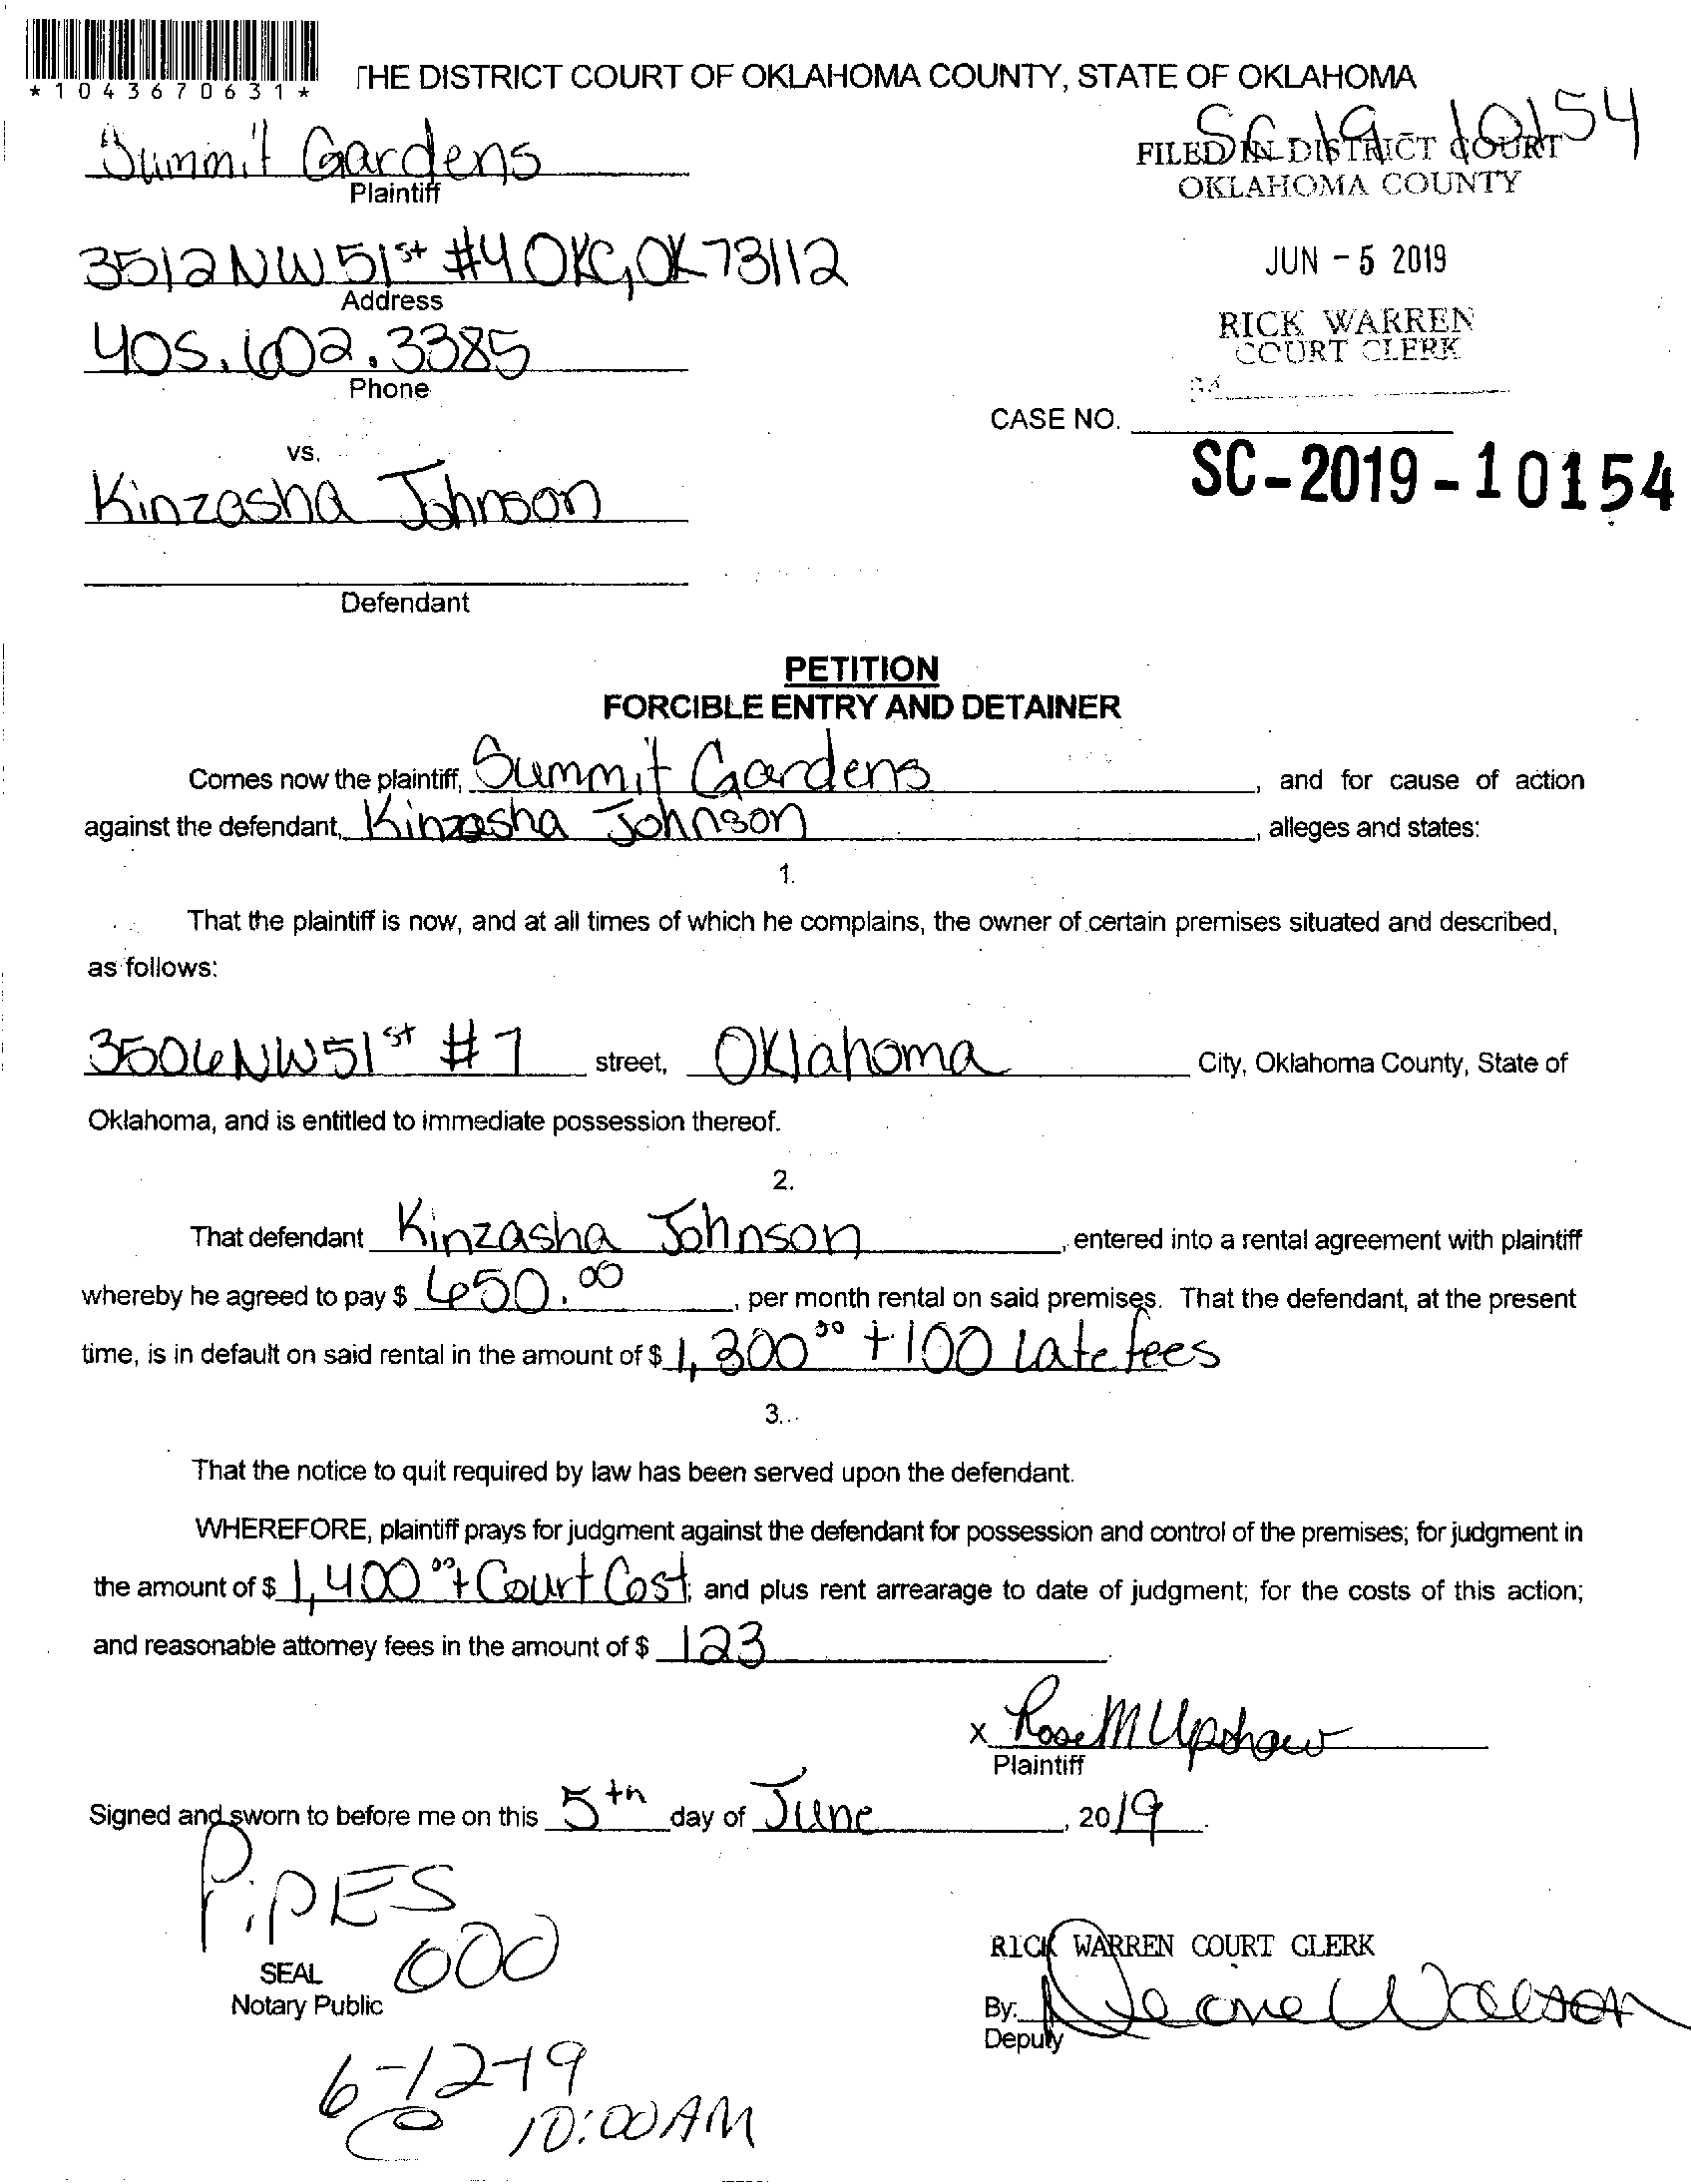 *1043670631*
THE DISTRICT COURT OF OKLAHOMA COUNTY, STATE OF OKLAHOMA
SC 19 10154
Summit Gardens
Plaintiff
FILED IN DISTRICT COURT
OKLAHOMA COUNTY
3512 NW 51st #4 OKC, OK 73112
Address
JUN - 5 2019
405.602.3385
Phone
RICK WARREN
COURT CLERK
CASE NO.
vs.
SC-2019-10154
Kinzasha Johnson
Defendant
PETITION
FORCIBLE ENTRY AND DETAINER
Comes now the plaintiff, Summit Gardens, and for cause of action
against the defendant, Kinzasha Johnson, alleges and states:
1.
That the plaintiff is now, and at all times of which he complains, the owner of certain premises situated and described,
as follows:
3506 NW 51st #7 street, Oklahoma City, Oklahoma County, State of
Oklahoma, and is entitled to immediate possession thereof.
2.
That defendant Kinzasha Johnson, entered into a rental agreement with plaintiff
whereby he agreed to pay $ 650.00, per month rental on said premises. That the defendant, at the present
time, is in default on said rental in the amount of $ 1,300 00 + 100 Late fees
3.
That the notice to quit required by law has been served upon the defendant.
WHEREFORE, plaintiff prays for judgment against the defendant for possession and control of the premises; for judgment in
the amount of $ 1,400 00 + Court Cost; and plus rent arrearage to date of judgment; for the costs of this action;
and reasonable attorney fees in the amount of $ 123
x Rose M Upshaw
Plaintiff
Signed and sworn to before me on this 5th day of June, 2019
PiPES
600
SEAL
Notary Public
RICK WARREN COURT CLERK
By:
Deputy
6-12-19
@ 10:00 AM